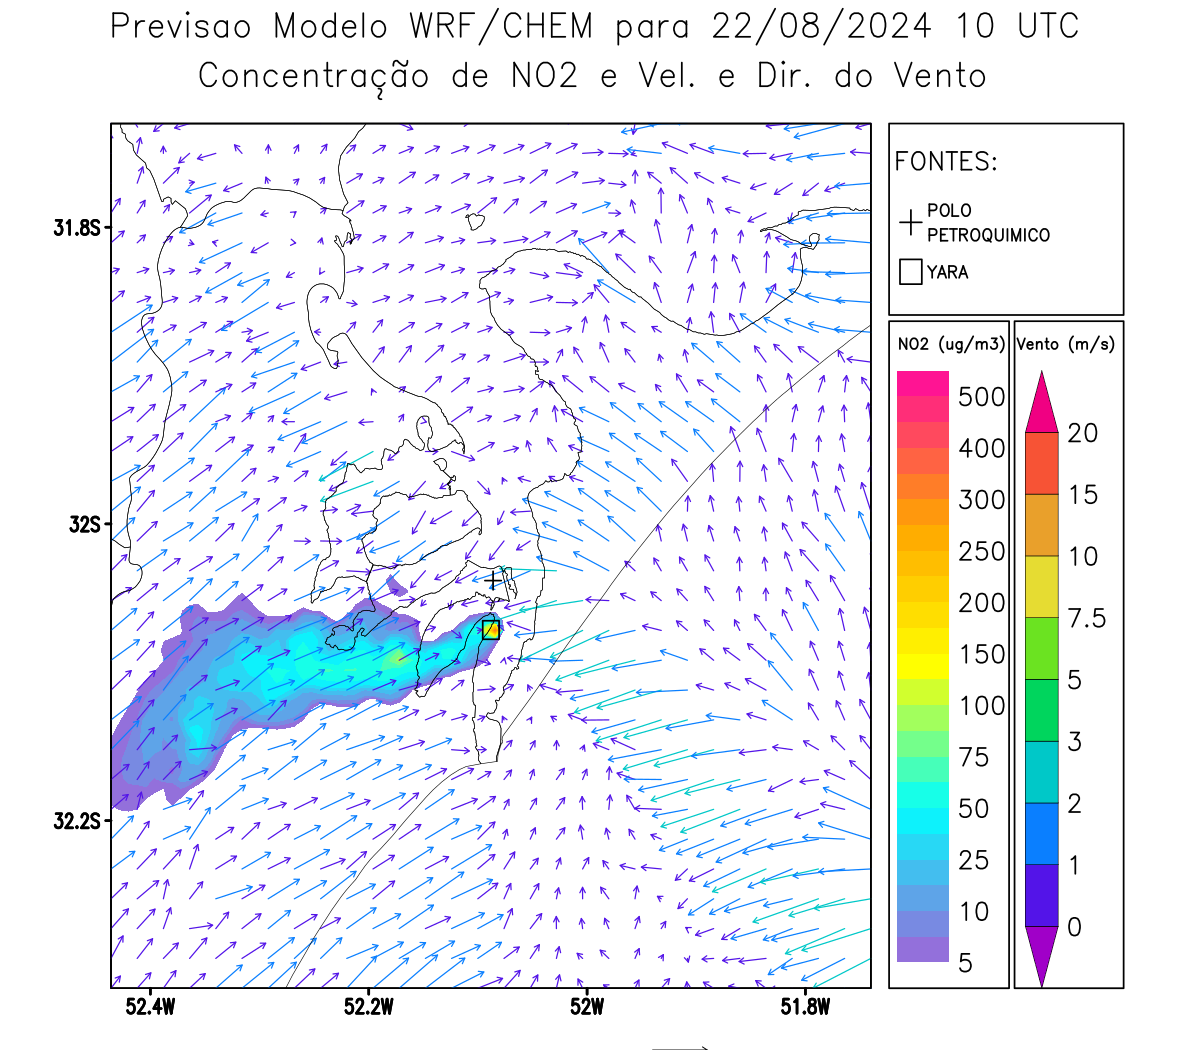 Previsao Modelo WRF/CHEM para 22/08/2024 10 UTC
Concentração de NO2 e Vel. e Dir. do Vento
FONTES:
POLO
PETROQUIMICO
YARA
NO2 (ug/m3)
500
400
300
250
200
150
100
75
50
25
10
5
Vento (m/s)
20
15
10
7.5
5
3
2
1
0
31.8S
32S
32.2S
52.4W
52.2W
52W
51.8W